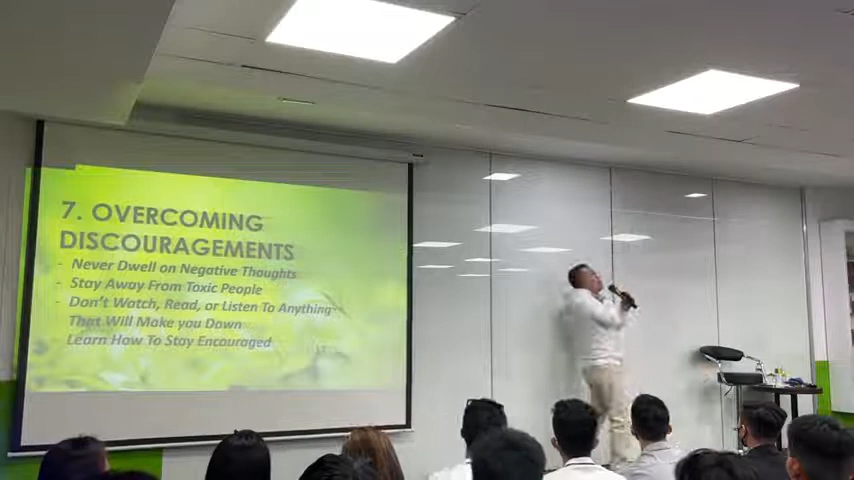 7. OVERCOMING
DISCOURAGEMENTS
- Never Dwell on Negative Thoughts
- Stay Away From Toxic People
- Don't Watch, Read, or Listen To Anything
That Will Make you Down
- Learn How To Stay Encouraged